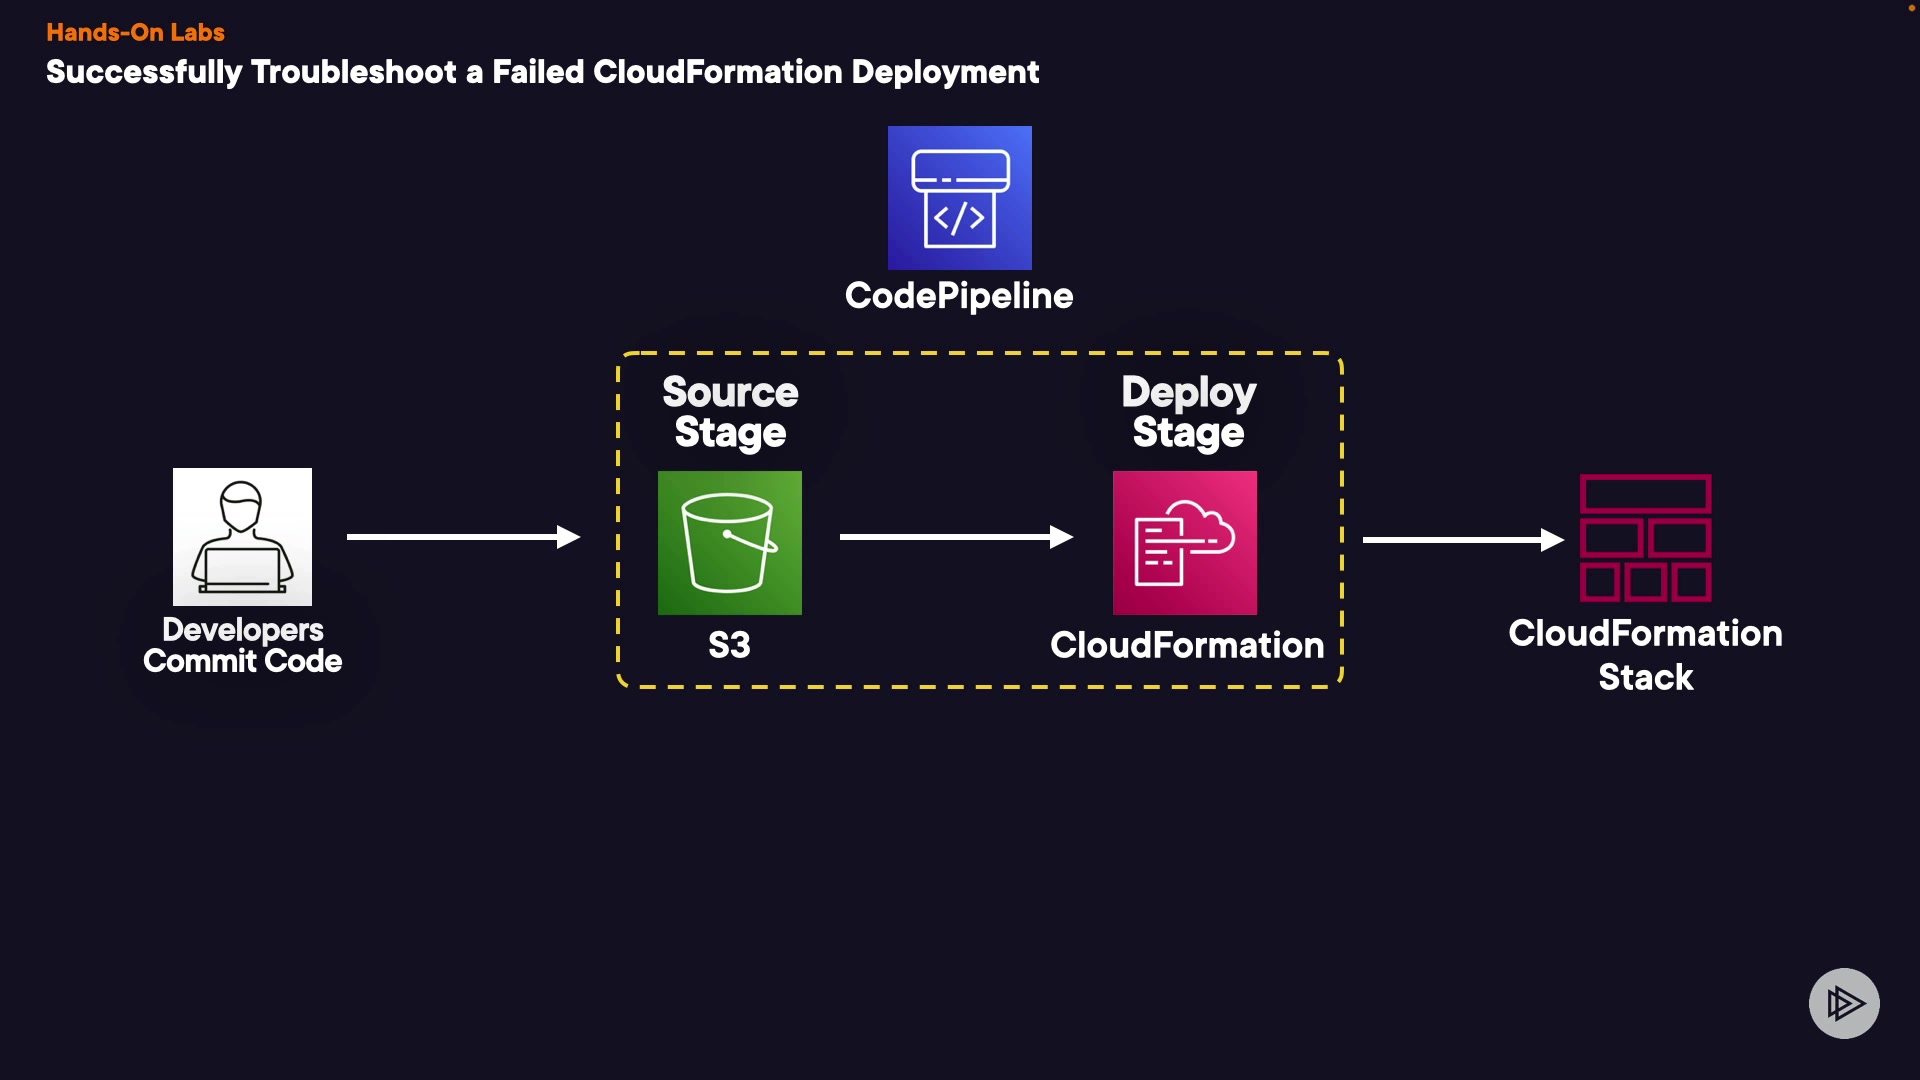 Hands-On Labs
Successfully Troubleshoot a Failed CloudFormation Deployment
</>
CodePipeline
Source
Stage
Deploy
Stage
Developers
Commit Code
S3
CloudFormation
CloudFormation
Stack